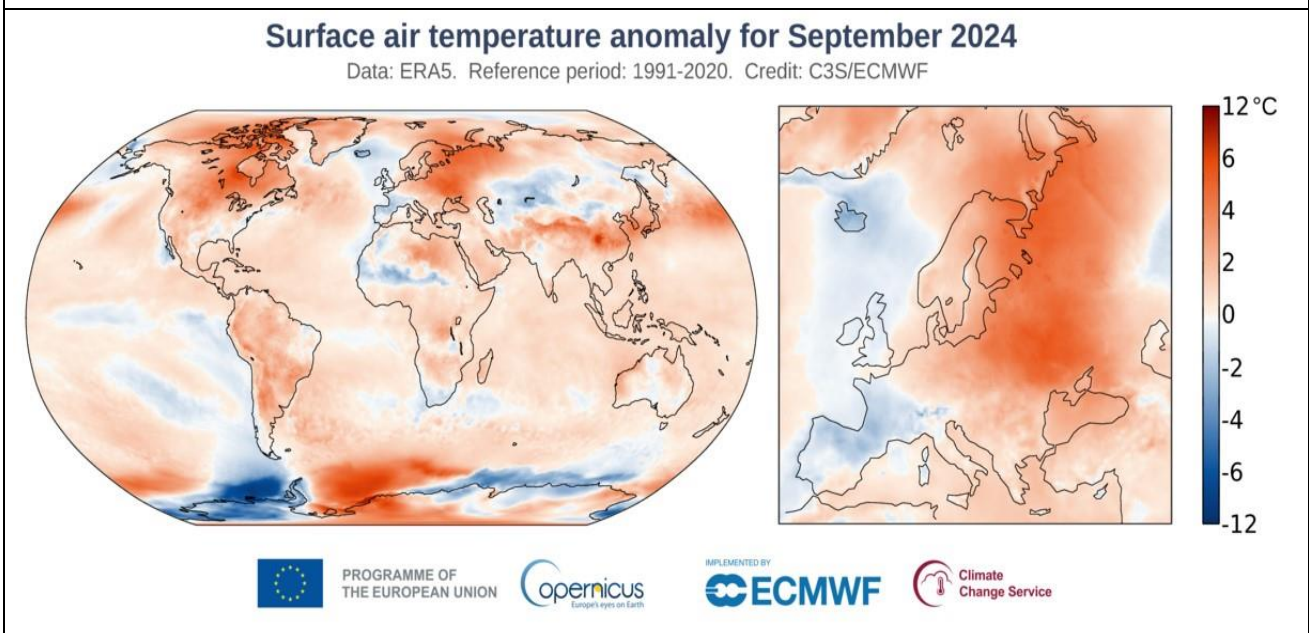 Surface air temperature anomaly for September 2024
Data: ERA5. Reference period: 1991-2020. Credit: C3S/ECMWF
12 °C
6
4
2
0
-2
-4
-6
-12
PROGRAMME OF
THE EUROPEAN UNION
opernicus
Europe's eyes on Earth
IMPLEMENTED BY
ECMWF
Climate
Change Service